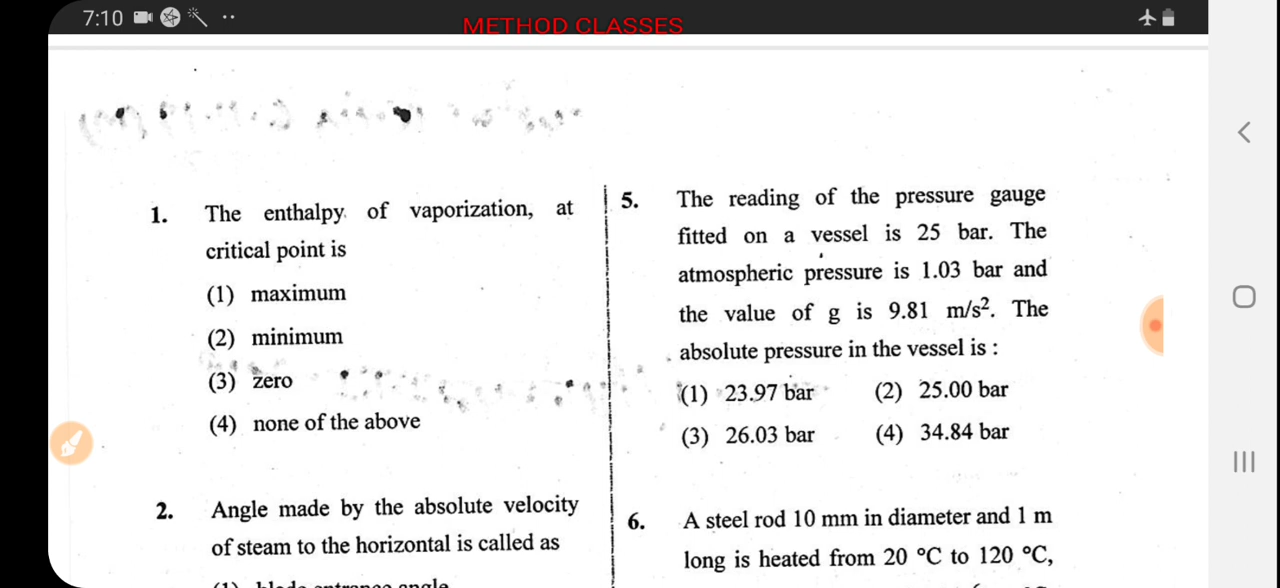 7:10
METHOD CLASSES
1. The enthalpy of vaporization, at
critical point is
(1) maximum
(2) minimum
(3) zero
(4) none of the above
2. Angle made by the absolute velocity
of steam to the horizontal is called as
(1) blade entrance angle
5. The reading of the pressure gauge
fitted on a vessel is 25 bar. The
atmospheric pressure is 1.03 bar and
the value of g is 9.81 m/s². The
absolute pressure in the vessel is :
(1) 23.97 bar (2) 25.00 bar
(3) 26.03 bar (4) 34.84 bar
6. A steel rod 10 mm in diameter and 1 m
long is heated from 20 °C to 120 °C,